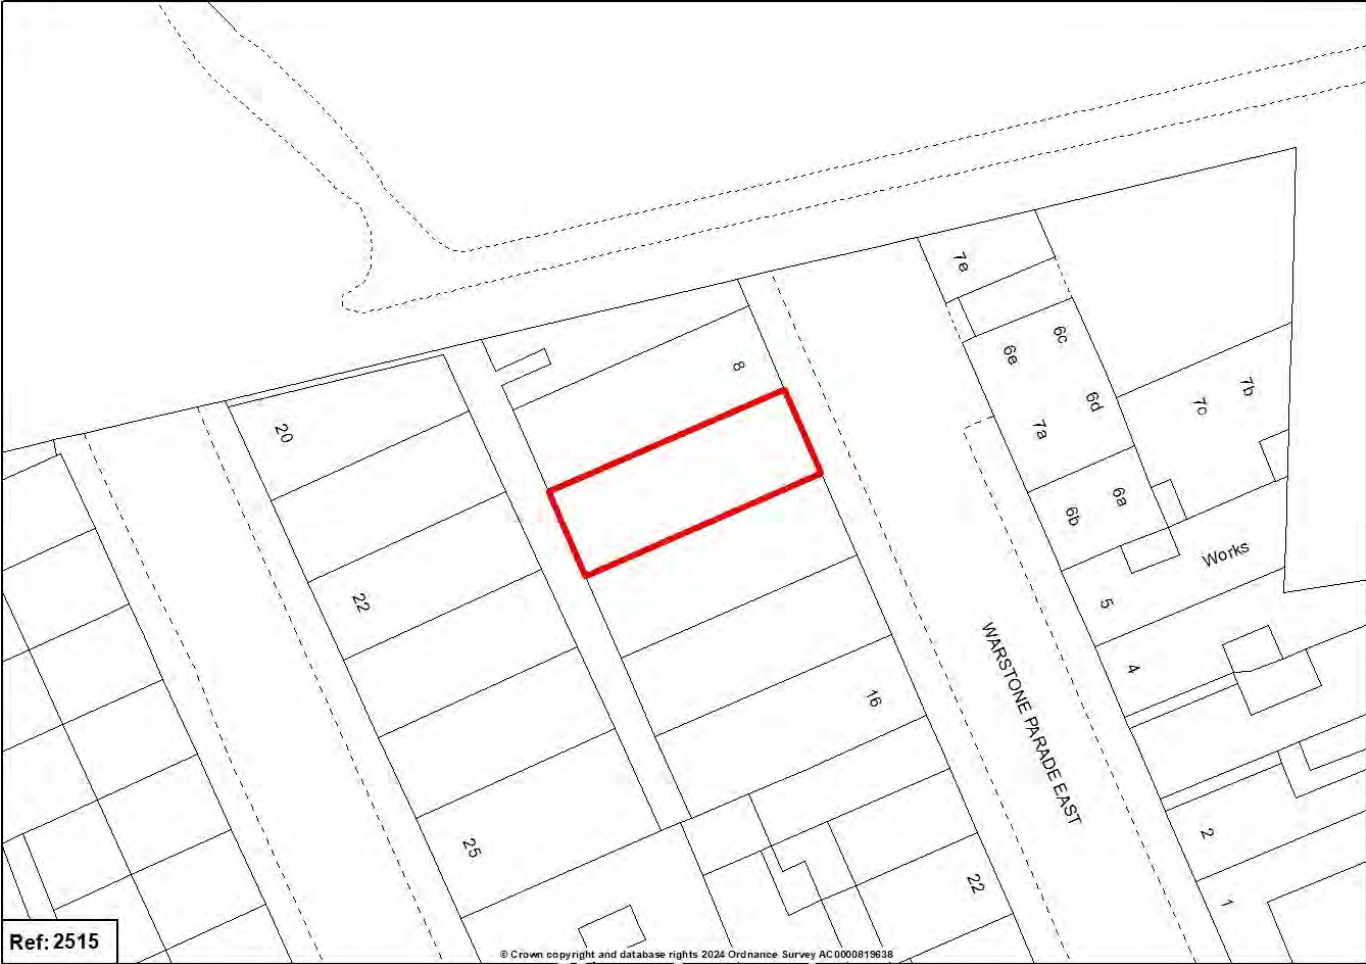 7e
6c
6e
8
7b
6d
7c
7a
20
6a
6b
Works
22
5
WARSTONE PARADE EAST
4
16
2
25
22
1
Ref: 2515
© Crown copyright and database rights 2024 Ordnance Survey AC0000819638